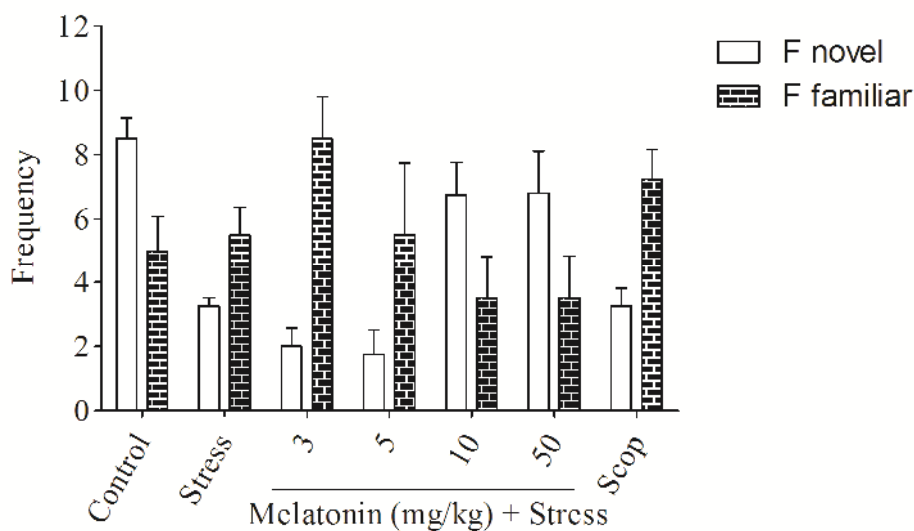 12
10
8
6
4
2
0
Frequency
F novel
F familiar
Control
Stress
3
5
10
50
Scop
Melatonin (mg/kg) + Stress